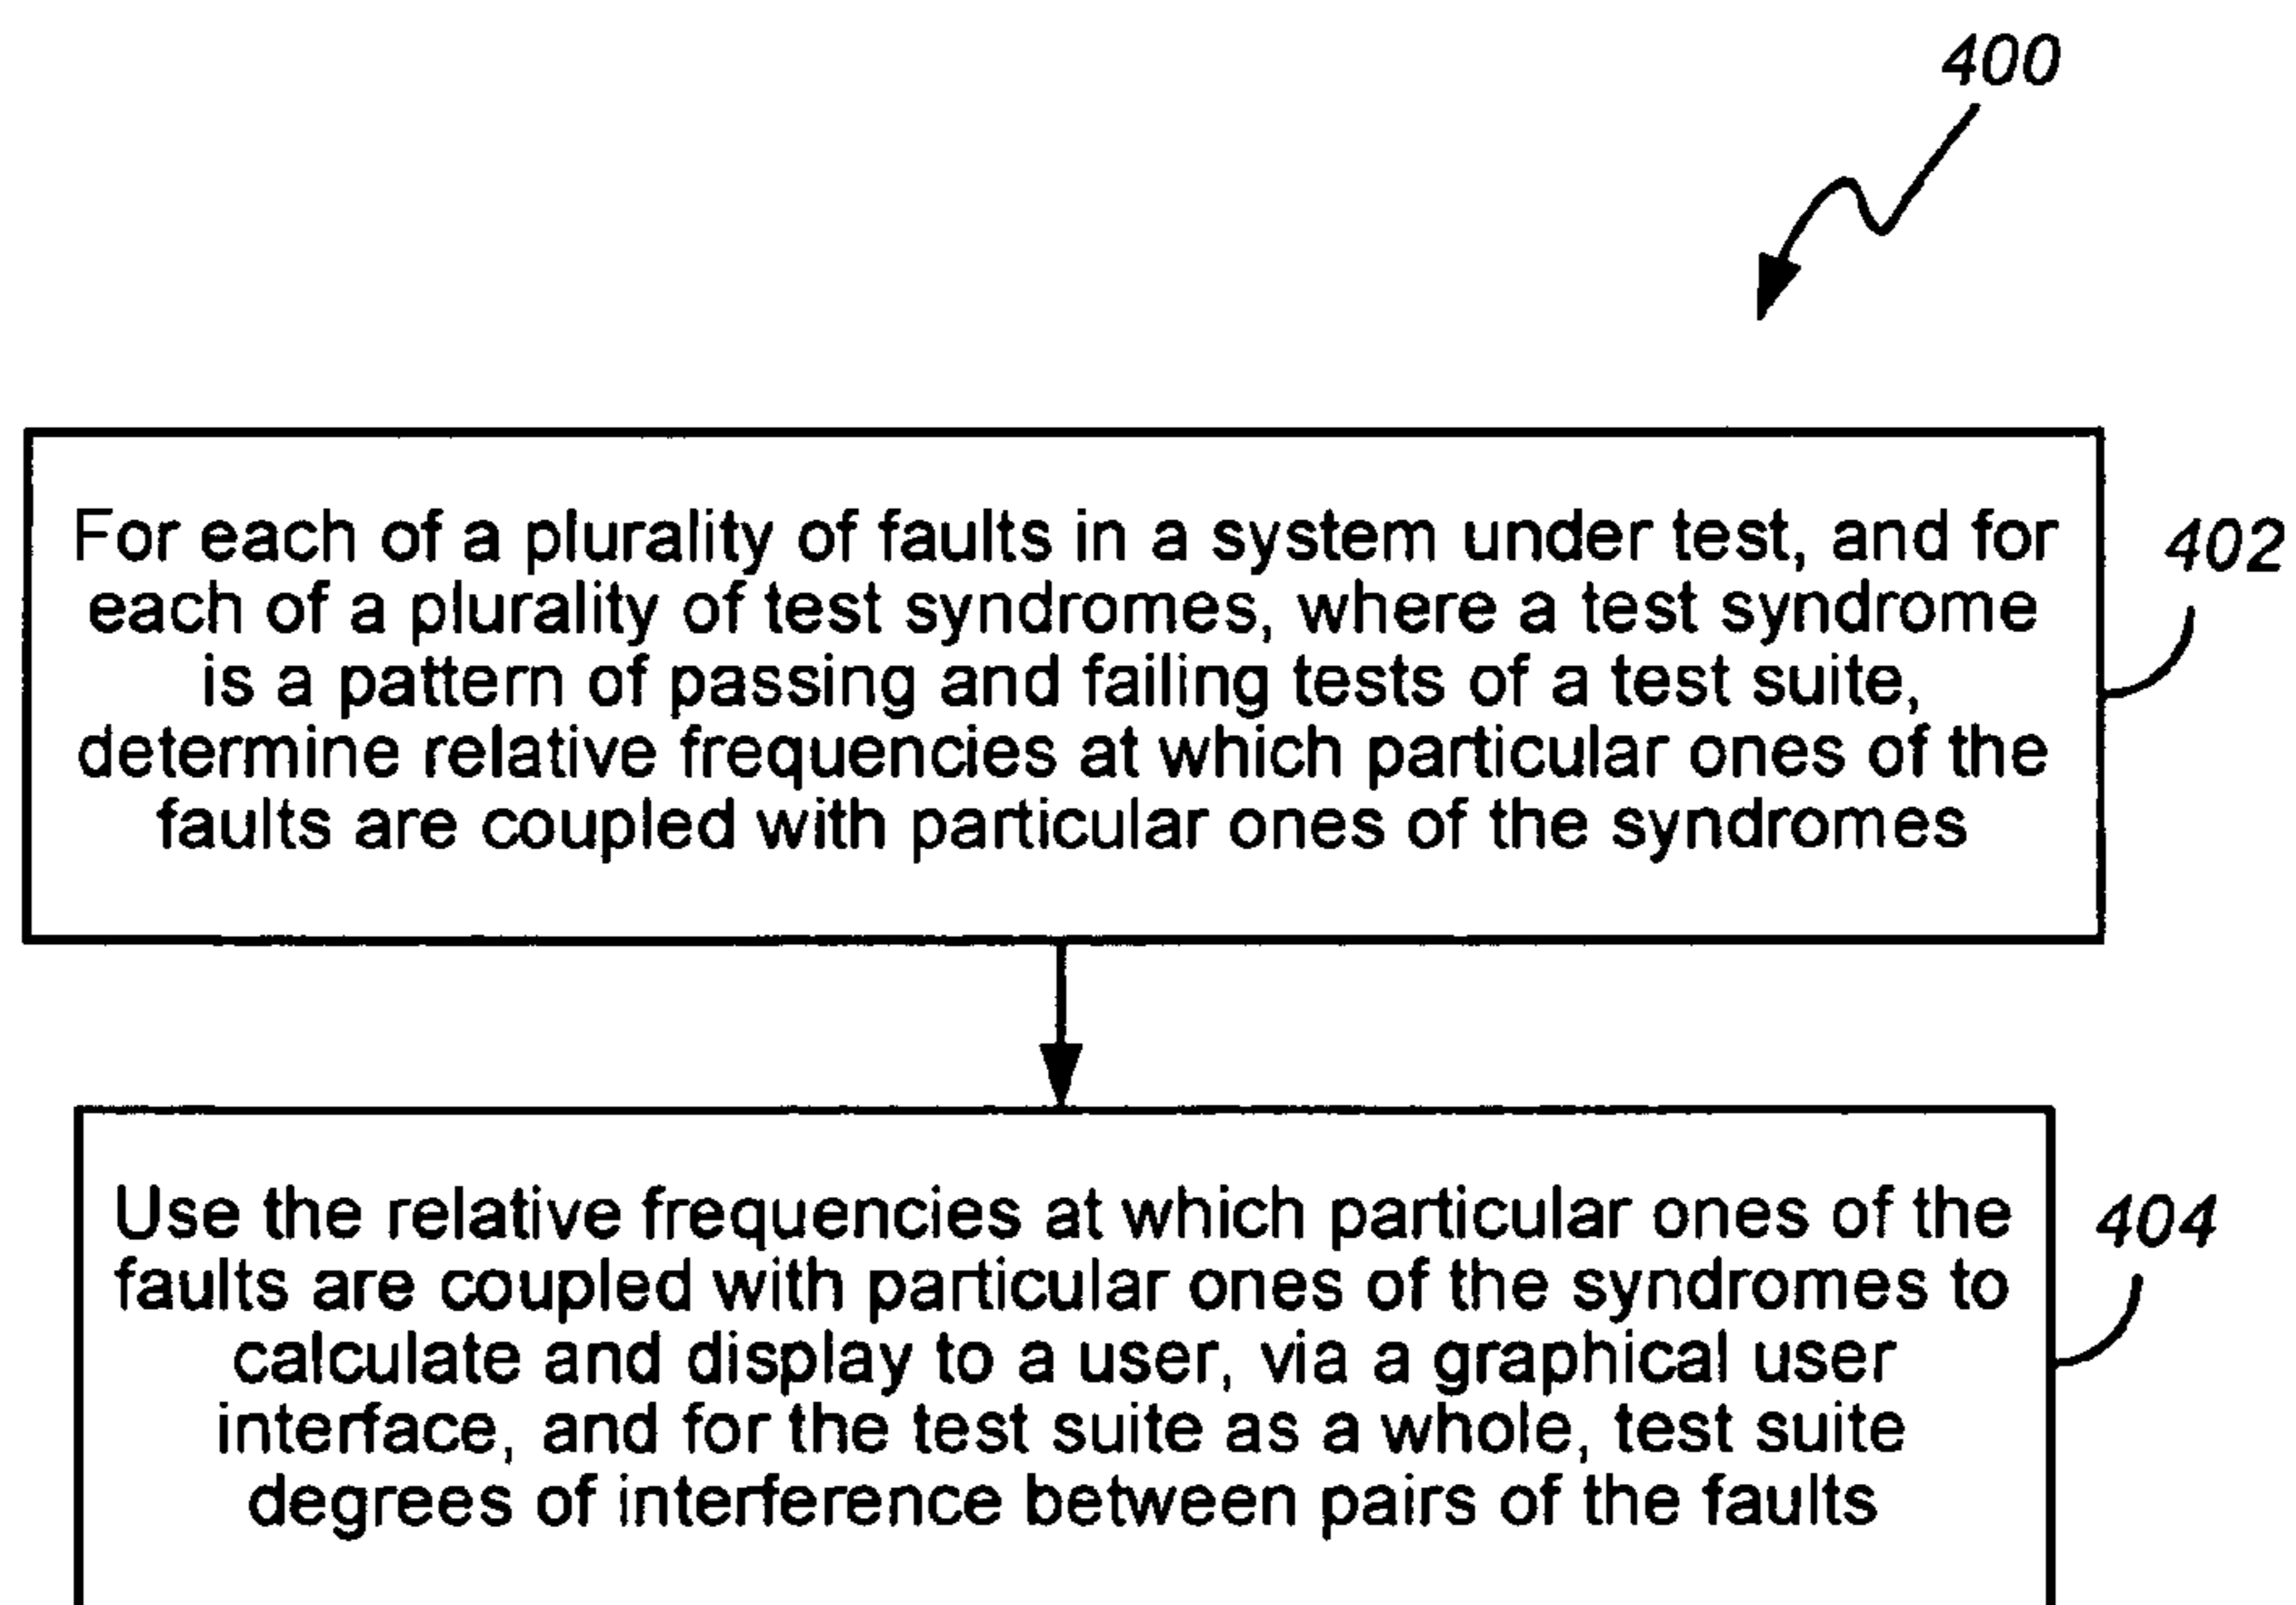 400
For each of a plurality of faults in a system under test, and for
each of a plurality of test syndromes, where a test syndrome
is a pattern of passing and failing tests of a test suite,
determine relative frequencies at which particular ones of the
faults are coupled with particular ones of the syndromes
402
Use the relative frequencies at which particular ones of the
faults are coupled with particular ones of the syndromes to
calculate and display to a user, via a graphical user
interface, and for the test suite as a whole, test suite
degrees of interference between pairs of the faults
404